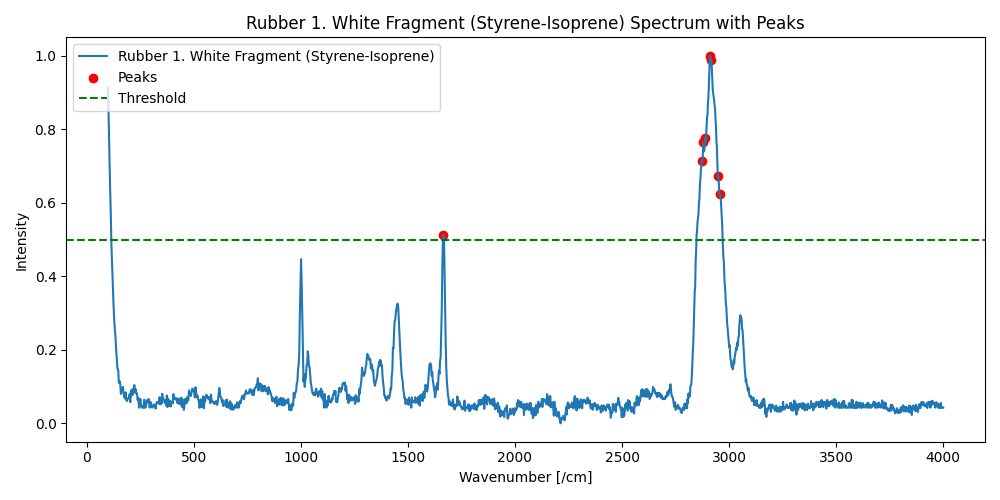 Rubber 1. White Fragment (Styrene-Isoprene) Spectrum with Peaks
Rubber 1. White Fragment (Styrene-Isoprene)
Peaks
Threshold
Intensity
1.0
0.8
0.6
0.4
0.2
0.0
0 500 1000 1500 2000 2500 3000 3500 4000
Wavenumber [/cm]